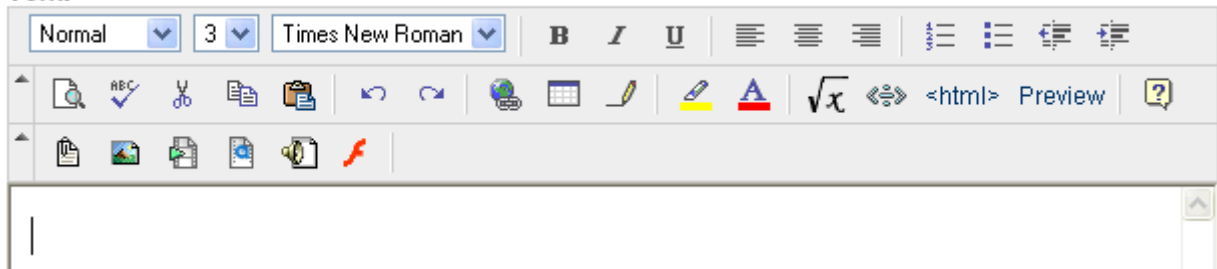 Normal 3 Times New Roman B I U
ABC √x <html> Preview ?